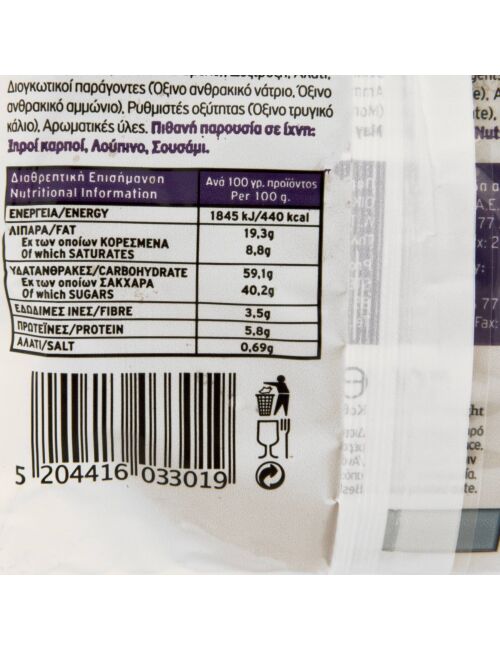 Διογκωτικοί παράγοντες (Όξινο ανθρακικό νάτριο, Όξινο
ανθρακικό αμμώνιο), Ρυθμιστές οξύτητας (Όξινο τρυγικό
κάλιο), Αρωματικές ύλες. Πιθανή παρουσία σε ίχνη:
Ξηροί καρποί, Λούπινο, Σουσάμι.
Διαθρεπτική Επισήμανση Ανά 100 γρ. προϊόντος
Nutritional Information Per 100 g.
ΕΝΕΡΓΕΙΑ/ENERGY 1845 kJ/440 kcal
ΛΙΠΑΡΑ/FAT 19,3g
Εκ των οποίων ΚΟΡΕΣΜΕΝΑ
Of which SATURATES 8,8g
ΥΔΑΤΑΝΘΡΑΚΕΣ/CARBOHYDRATE 59,1g
Εκ των οποίων ΣΑΚΧΑΡΑ
Of which SUGARS 40,2g
ΕΔΩΔΙΜΕΣ ΙΝΕΣ/FIBRE 3,5g
ΠΡΩΤΕΪΝΕΣ/PROTEIN 5,8g
ΑΛΑΤΙ/SALT 0,69g
5 204416 033019